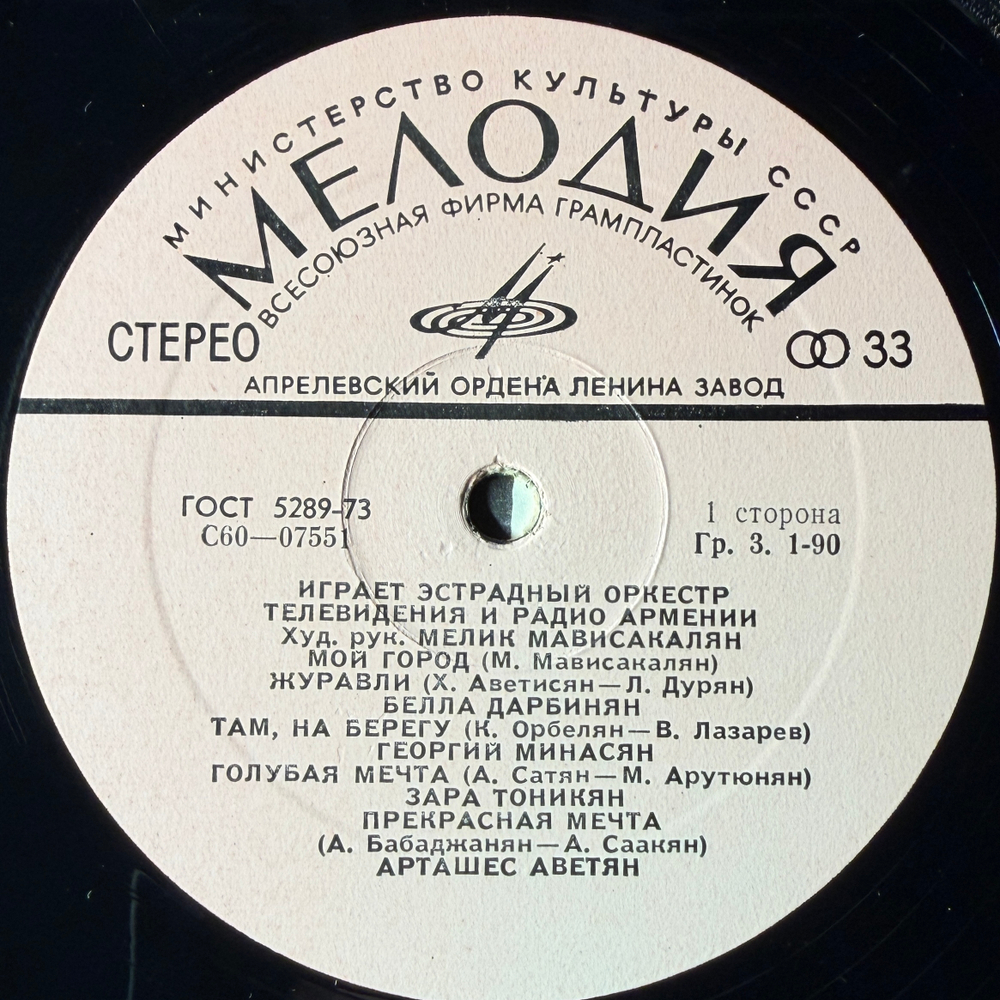 МИНИСТЕРСТВО КУЛЬТУРЫ СССР
МЕЛОДИЯ
ВСЕСОЮЗНАЯ ФИРМА ГРАМПЛАСТИНОК
СТЕРЕО
33
АПРЕЛЕВСКИЙ ОРДЕНА ЛЕНИНА ЗАВОД
ГОСТ 5289-73
С60—07551
1 сторона
Гр. 3. 1-90
ИГРАЕТ ЭСТРАДНЫЙ ОРКЕСТР
ТЕЛЕВИДЕНИЯ И РАДИО АРМЕНИИ
Худ. рук. МЕЛИК МАВИСАКАЛЯН
МОЙ ГОРОД (М. Мависакалян)
ЖУРАВЛИ (Х. Аветисян—Л. Дурян)
БЕЛЛА ДАРБИНЯН
ТАМ, НА БЕРЕГУ (К. Орбелян—В. Лазарев)
ГЕОРГИЙ МИНАСЯН
ГОЛУБАЯ МЕЧТА (А. Сатян—М. Арутюнян)
ЗАРА ТОНИКЯН
ПРЕКРАСНАЯ МЕЧТА
(А. Бабаджанян—А. Саакян)
АРТАШЕС АВЕТЯН